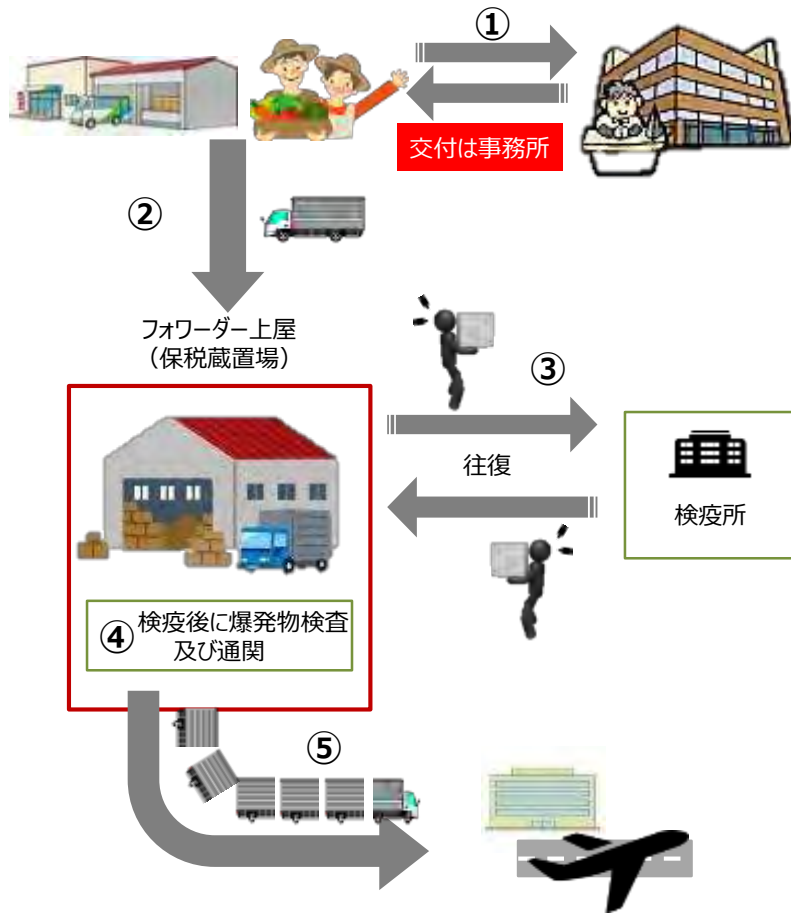 ①
交付は事務所
②
フォワーダー上屋
（保税蔵置場）
③
往復
検疫所
④
検疫後に爆発物検査
及び通関
⑤